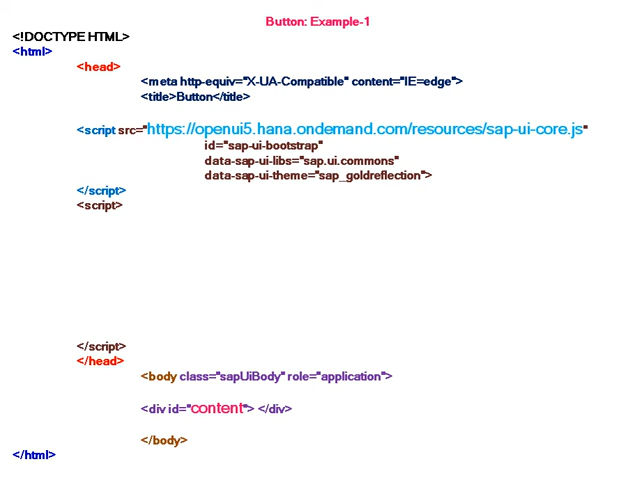 Button: Example-1
<!DOCTYPE HTML>
<html>
<head>
<meta http-equiv="X-UA-Compatible" content="IE=edge">
<title>Button</title>
<script src="https://openui5.hana.ondemand.com/resources/sap-ui-core.js"
id="sap-ui-bootstrap"
data-sap-ui-libs="sap.ui.commons"
data-sap-ui-theme="sap_goldreflection">
</script>
<script>
</script>
</head>
<body class="sapUiBody" role="application">
<div id="content"> </div>
</body>
</html>